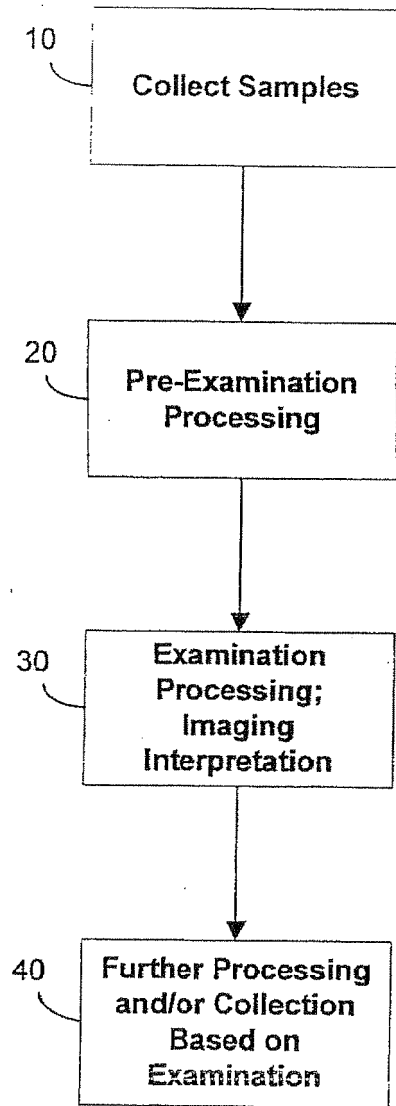 10
Collect Samples
20
Pre-Examination
Processing
30
Examination
Processing;
Imaging
Interpretation
40
Further Processing
and/or Collection
Based on
Examination